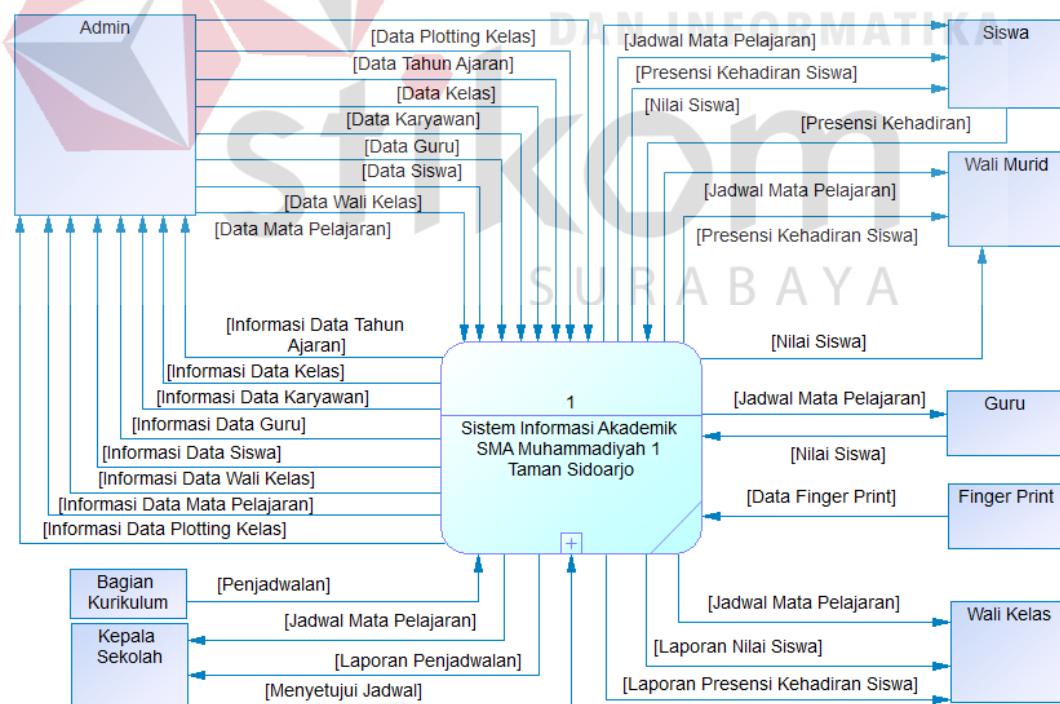 DAN INFORMATIKA
stikom
SURABAYA
Admin
[Data Plotting Kelas]
[Data Tahun Ajaran]
[Data Kelas]
[Data Karyawan]
[Data Guru]
[Data Siswa]
[Data Wali Kelas]
[Data Mata Pelajaran]
[Jadwal Mata Pelajaran]
[Presensi Kehadiran Siswa]
[Nilai Siswa]
[Presensi Kehadiran]
Siswa
Wali Murid
[Jadwal Mata Pelajaran]
[Presensi Kehadiran Siswa]
[Nilai Siswa]
[Informasi Data Tahun
Ajaran]
[Informasi Data Kelas]
[Informasi Data Karyawan]
[Informasi Data Guru]
[Informasi Data Siswa]
[Informasi Data Wali Kelas]
[Informasi Data Mata Pelajaran]
[Informasi Data Plotting Kelas]
1
Sistem Informasi Akademik
SMA Muhammadiyah 1
Taman Sidoarjo
+
[Jadwal Mata Pelajaran]
Guru
[Nilai Siswa]
[Data Finger Print]
Finger Print
Bagian
Kurikulum
[Penjadwalan]
Kepala
Sekolah
[Jadwal Mata Pelajaran]
[Laporan Penjadwalan]
[Menyetujui Jadwal]
[Jadwal Mata Pelajaran]
Wali Kelas
[Laporan Nilai Siswa]
[Laporan Presensi Kehadiran Siswa]